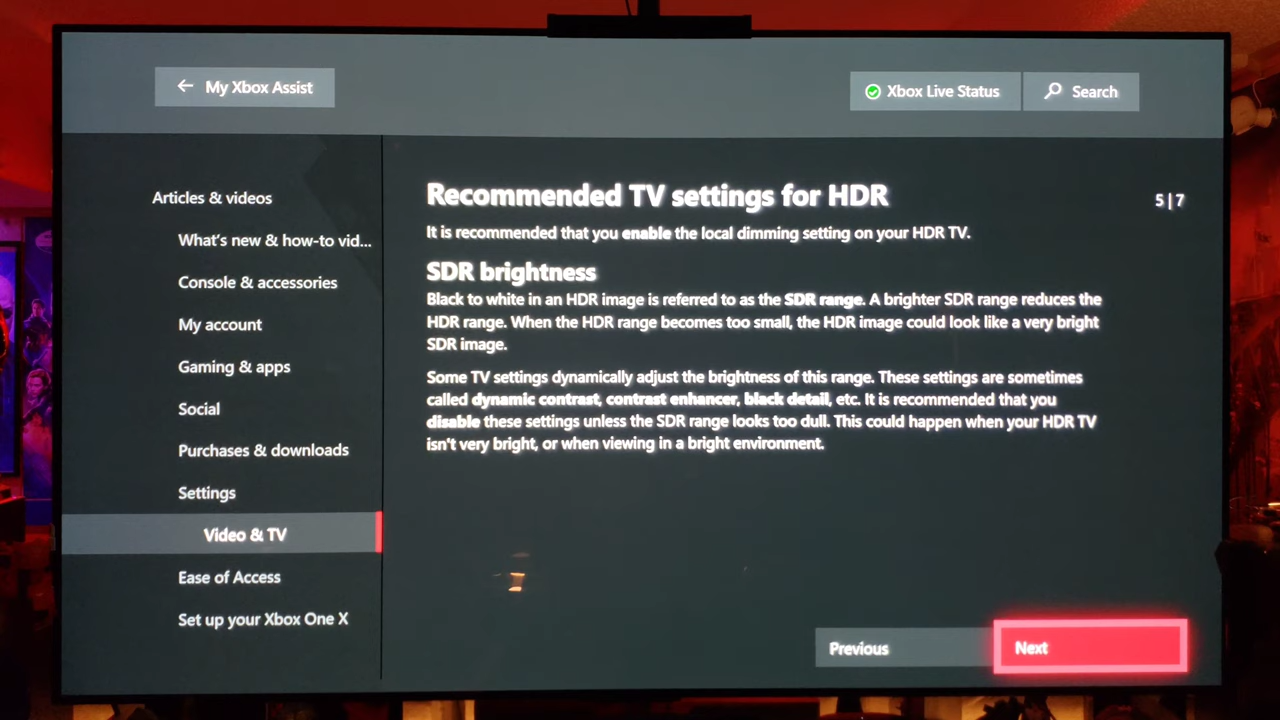 ← My Xbox Assist
Xbox Live Status
Search
Articles & videos
What's new & how-to vid...
Console & accessories
My account
Gaming & apps
Social
Purchases & downloads
Settings
Video & TV
Ease of Access
Set up your Xbox One X
Recommended TV settings for HDR
5|7
It is recommended that you enable the local dimming setting on your HDR TV.
SDR brightness
Black to white in an HDR image is referred to as the SDR range. A brighter SDR range reduces the
HDR range. When the HDR range becomes too small, the HDR image could look like a very bright
SDR image.
Some TV settings dynamically adjust the brightness of this range. These settings are sometimes
called dynamic contrast, contrast enhancer, black detail, etc. It is recommended that you
disable these settings unless the SDR range looks too dull. This could happen when your HDR TV
isn't very bright, or when viewing in a bright environment.
Previous
Next